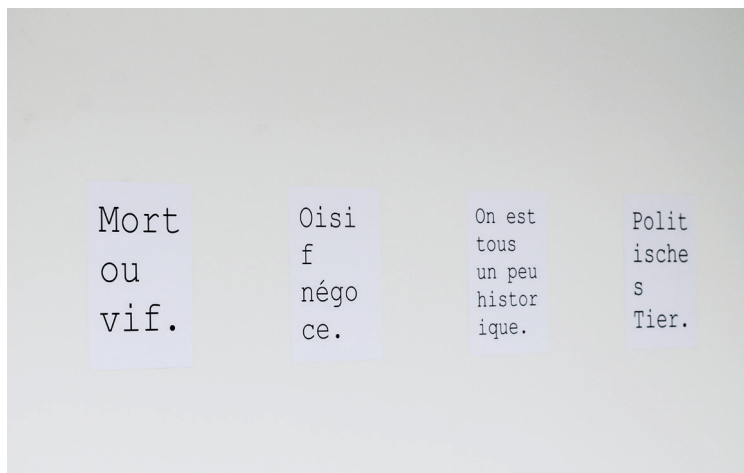 Mort
ou
vif.
Oisi
f
négo
ce.
On est
tous
un peu
histor
ique.
Polit
ische
s
Tier.